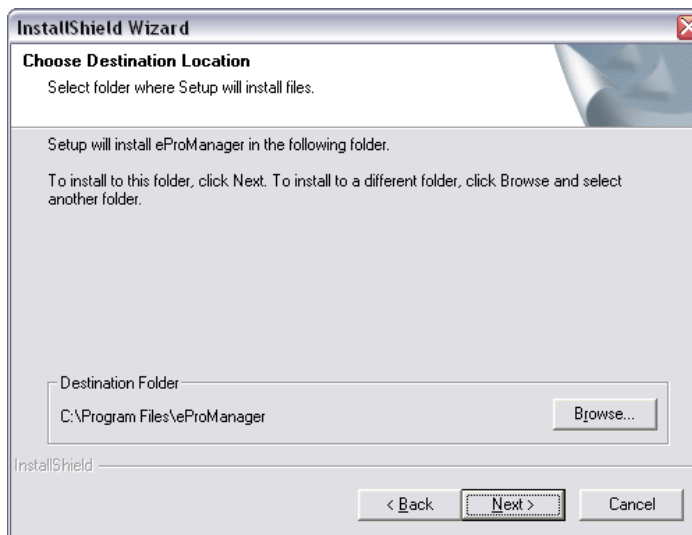 InstallShield Wizard
Choose Destination Location
Select folder where Setup will install files.
Setup will install eProManager in the following folder.
To install to this folder, click Next. To install to a different folder, click Browse and select
another folder.
Destination Folder
C:\Program Files\eProManager
Browse...
InstallShield
< Back
Next >
Cancel